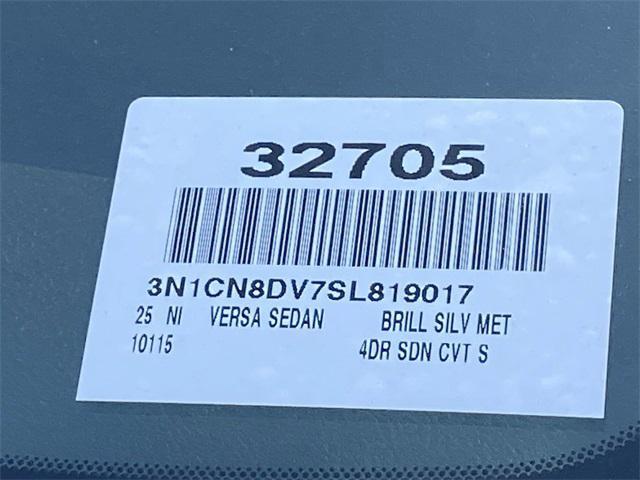 32705
3N1CN8DV7SL819017
25 NI VERSA SEDAN BRILL SILV MET
10115 4DR SDN CVT S